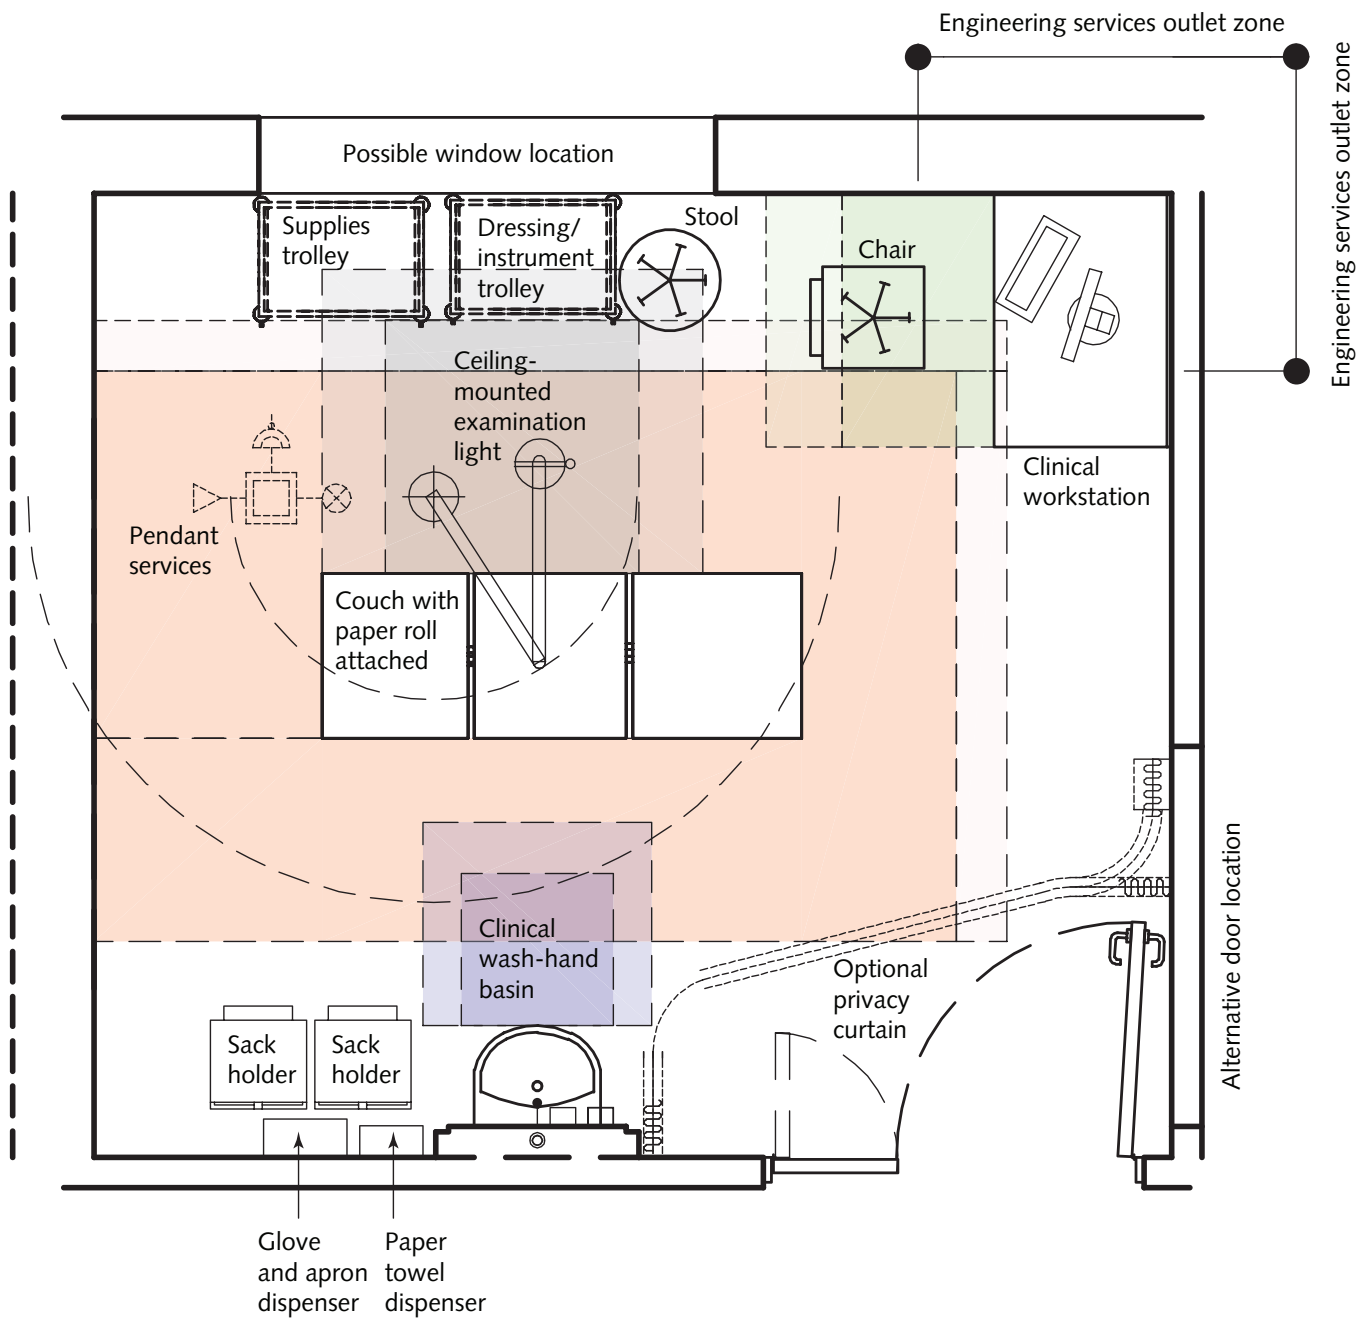 Engineering services outlet zone
Engineering services outlet zone
Possible window location
Supplies
trolley
Dressing/
instrument
trolley
Stool
Chair
Ceiling-
mounted
examination
light
Clinical
workstation
Pendant
services
Couch with
paper roll
attached
Clinical
wash-hand
basin
Optional
privacy
curtain
Alternative door location
Sack
holder
Sack
holder
Glove
and apron
dispenser
Paper
towel
dispenser